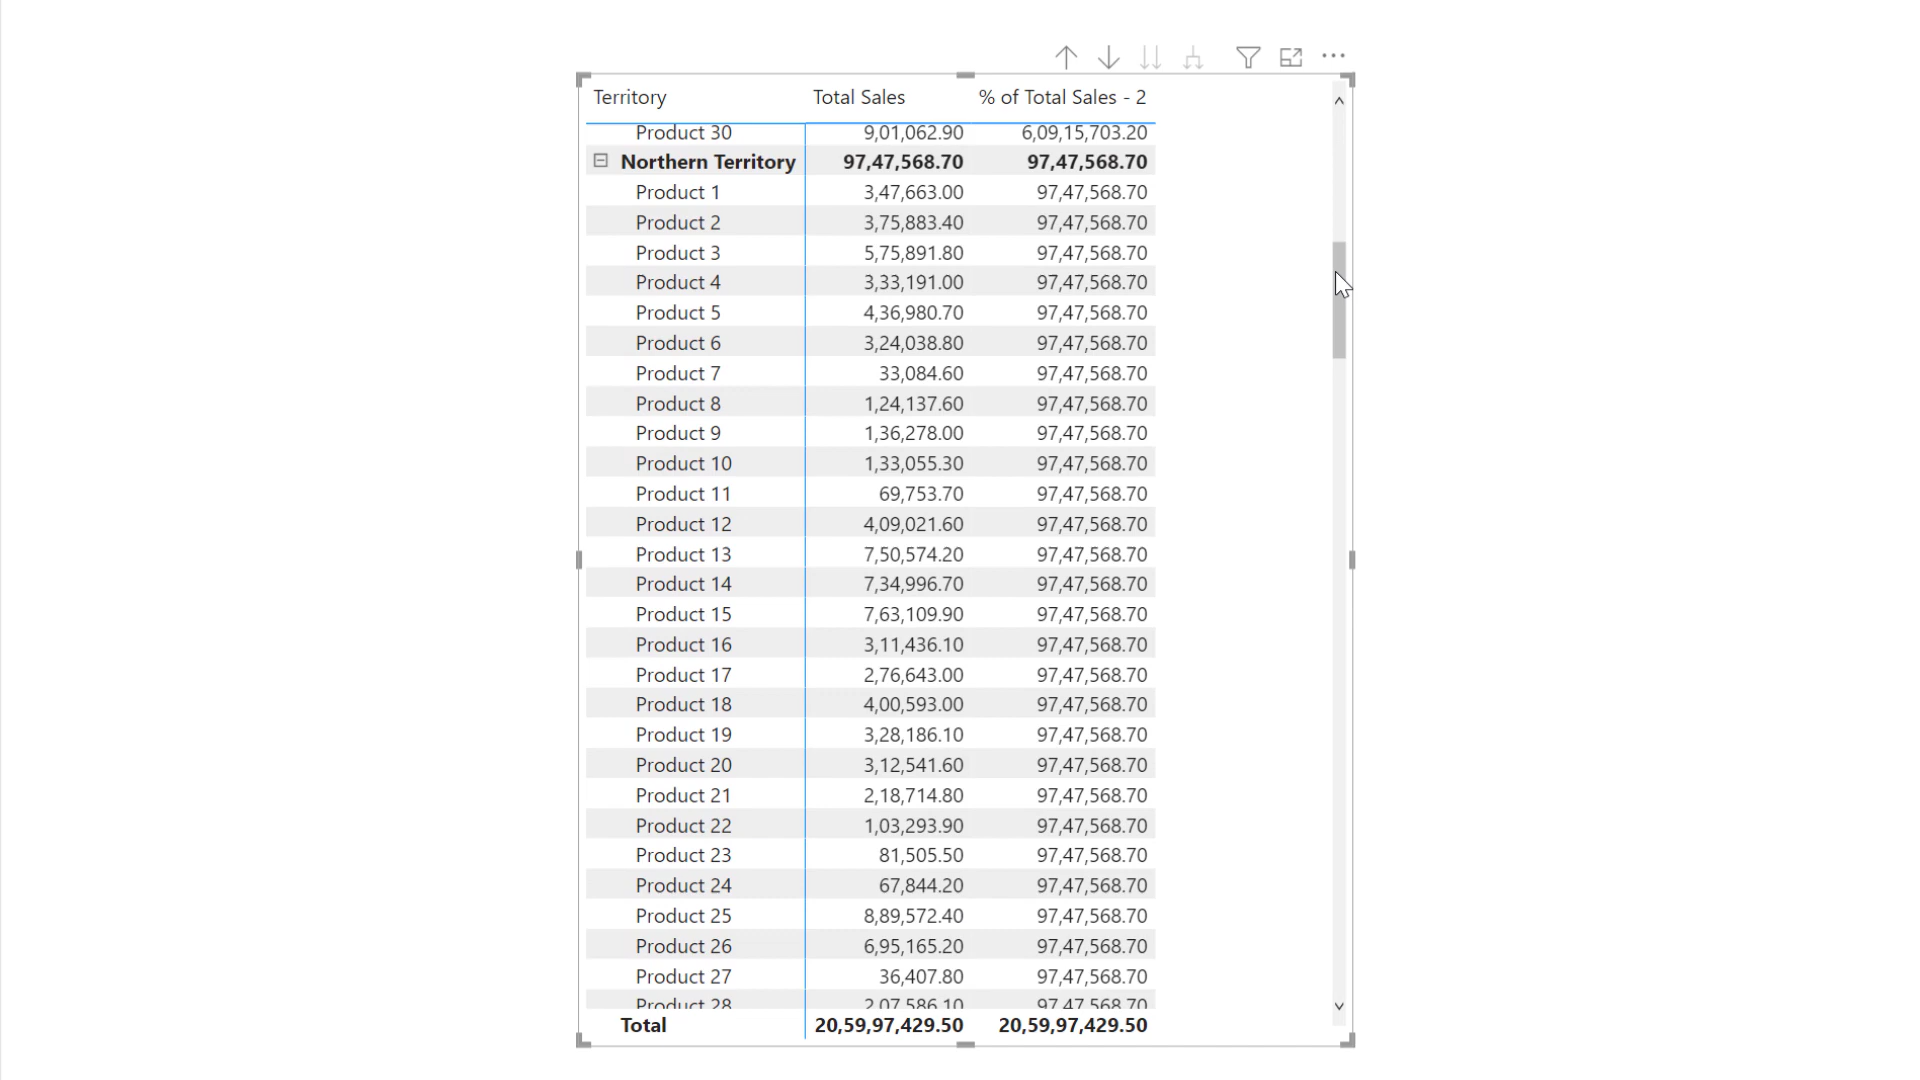 Territory Total Sales % of Total Sales - 2
Product 30 9,01,062.90 6,09,15,703.20
Northern Territory 97,47,568.70 97,47,568.70
Product 1 3,47,663.00 97,47,568.70
Product 2 3,75,883.40 97,47,568.70
Product 3 5,75,891.80 97,47,568.70
Product 4 3,33,191.00 97,47,568.70
Product 5 4,36,980.70 97,47,568.70
Product 6 3,24,038.80 97,47,568.70
Product 7 33,084.60 97,47,568.70
Product 8 1,24,137.60 97,47,568.70
Product 9 1,36,278.00 97,47,568.70
Product 10 1,33,055.30 97,47,568.70
Product 11 69,753.70 97,47,568.70
Product 12 4,09,021.60 97,47,568.70
Product 13 7,50,574.20 97,47,568.70
Product 14 7,34,996.70 97,47,568.70
Product 15 7,63,109.90 97,47,568.70
Product 16 3,11,436.10 97,47,568.70
Product 17 2,76,643.00 97,47,568.70
Product 18 4,00,593.00 97,47,568.70
Product 19 3,28,186.10 97,47,568.70
Product 20 3,12,541.60 97,47,568.70
Product 21 2,18,714.80 97,47,568.70
Product 22 1,03,293.90 97,47,568.70
Product 23 81,505.50 97,47,568.70
Product 24 67,844.20 97,47,568.70
Product 25 8,89,572.40 97,47,568.70
Product 26 6,95,165.20 97,47,568.70
Product 27 36,407.80 97,47,568.70
Product 28 2,07,586.10 97,47,568.70
Total 20,59,97,429.50 20,59,97,429.50